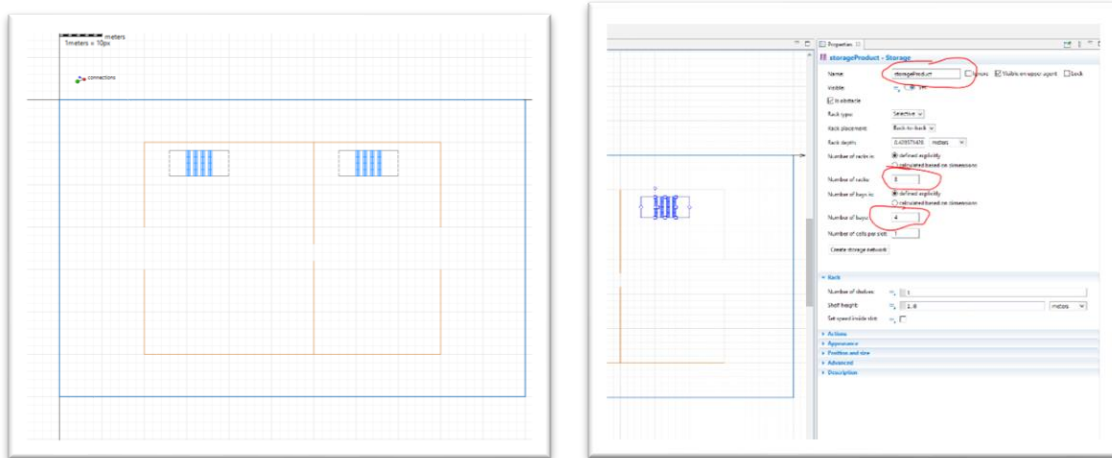 meters
1meters = 10px
connections
Properties
storageProduct - Storage
Name: storageProduct Ignore Visible on upper agent Lock
Visible:
Is obstacle
Rack type: Selective
Rack placement: Back-to-back
Rack depth: meters
Number of racks is: defined explicitly
calculated based on dimensions
Number of racks: 8
Number of bays is: defined explicitly
calculated based on dimensions
Number of bays: 4
Number of cells per slot: 1
Create storage network
Rack
Number of shelves: 1
Shelf height: meters
Set speed inside slot:
Actions
Appearance
Position and size
Advanced
Description